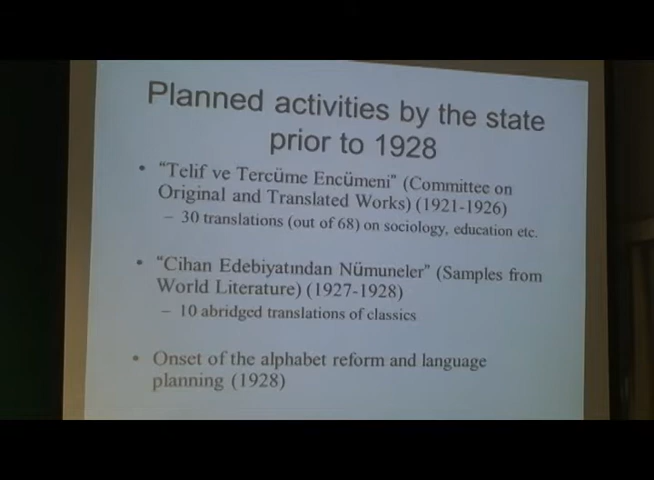 Planned activities by the state
prior to 1928
• "Telif ve Tercüme Encümeni" (Committee on
Original and Translated Works) (1921-1926)
– 30 translations (out of 68) on sociology, education etc.
• "Cihan Edebiyatından Nümuneler" (Samples from
World Literature) (1927-1928)
– 10 abridged translations of classics
• Onset of the alphabet reform and language
planning (1928)